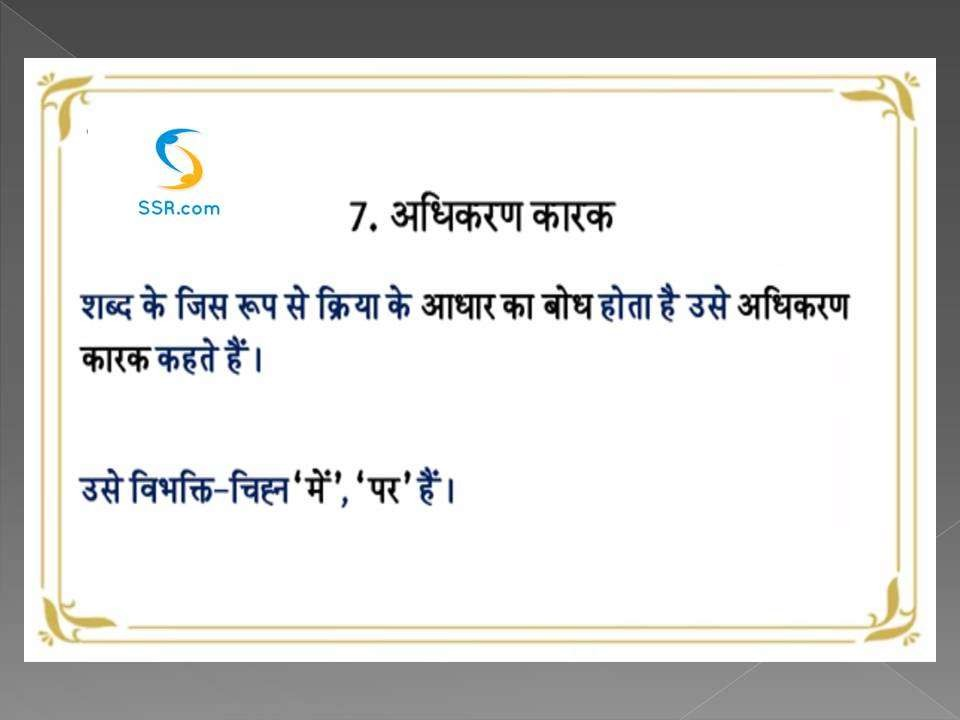 SSR.com
7. अधिकरण कारक
शब्द के जिस रूप से क्रिया के आधार का बोध होता है उसे अधिकरण
कारक कहते हैं ।
उसे विभक्ति-चिह्न ‘में’, ‘पर’ हैं ।